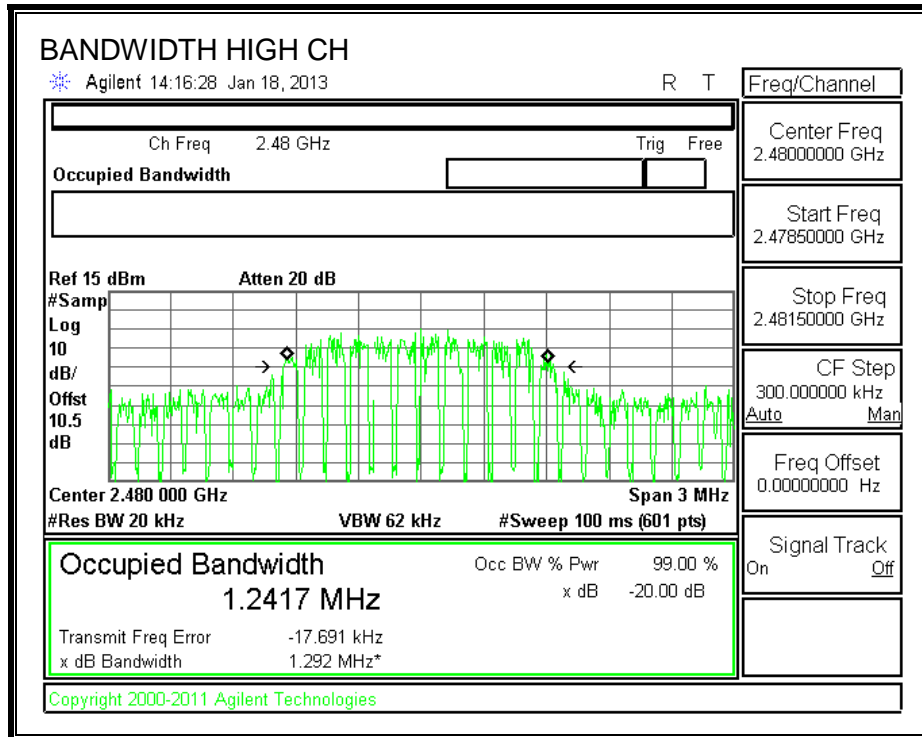 BANDWIDTH HIGH CH
Agilent 14:16:28 Jan 18, 2013 R T
Ch Freq 2.48 GHz Trig Free
Occupied Bandwidth
Ref 15 dBm Atten 20 dB
#Samp
Log
10
dB/
Offst
10.5
dB
Center 2.480 000 GHz Span 3 MHz
#Res BW 20 kHz VBW 62 kHz #Sweep 100 ms (601 pts)
Occupied Bandwidth Occ BW % Pwr 99.00 %
1.2417 MHz x dB -20.00 dB
Transmit Freq Error -17.691 kHz
x dB Bandwidth 1.292 MHz*
Copyright 2000-2011 Agilent Technologies
Freq/Channel
Center Freq
2.48000000 GHz
Start Freq
2.47850000 GHz
Stop Freq
2.48150000 GHz
CF Step
300.000000 kHz
Auto Man
Freq Offset
0.00000000 Hz
Signal Track
On Off